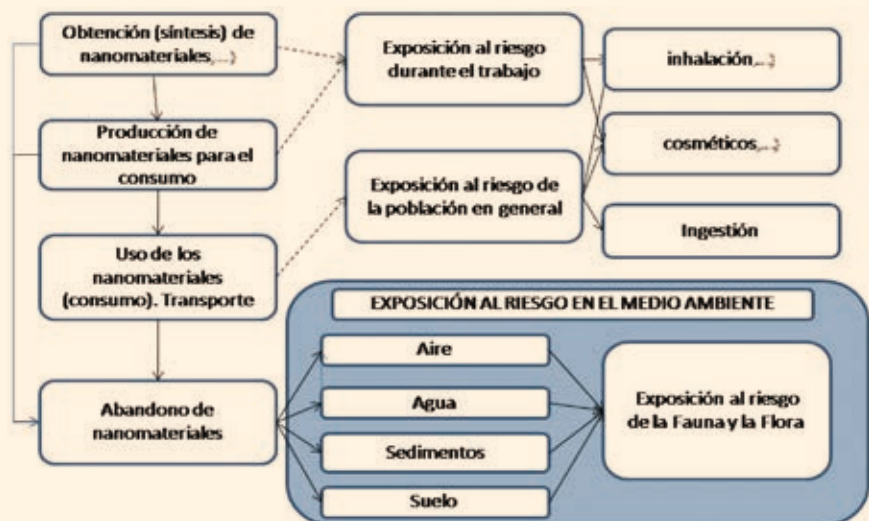 Obtención (síntesis) de
nanomateriales,...)
Producción de
nanomateriales para el
consumo
Uso de los
nanomateriales
(consumo). Transporte
Abandono de
nanomateriales
Exposición al riesgo
durante el trabajo
Exposición al riesgo de
la población en general
inhalación,...)
cosméticos,...)
Ingestión
EXPOSICIÓN AL RIESGO EN EL MEDIO AMBIENTE
Aire
Agua
Sedimentos
Suelo
Exposición al riesgo
de la Fauna y la Flora